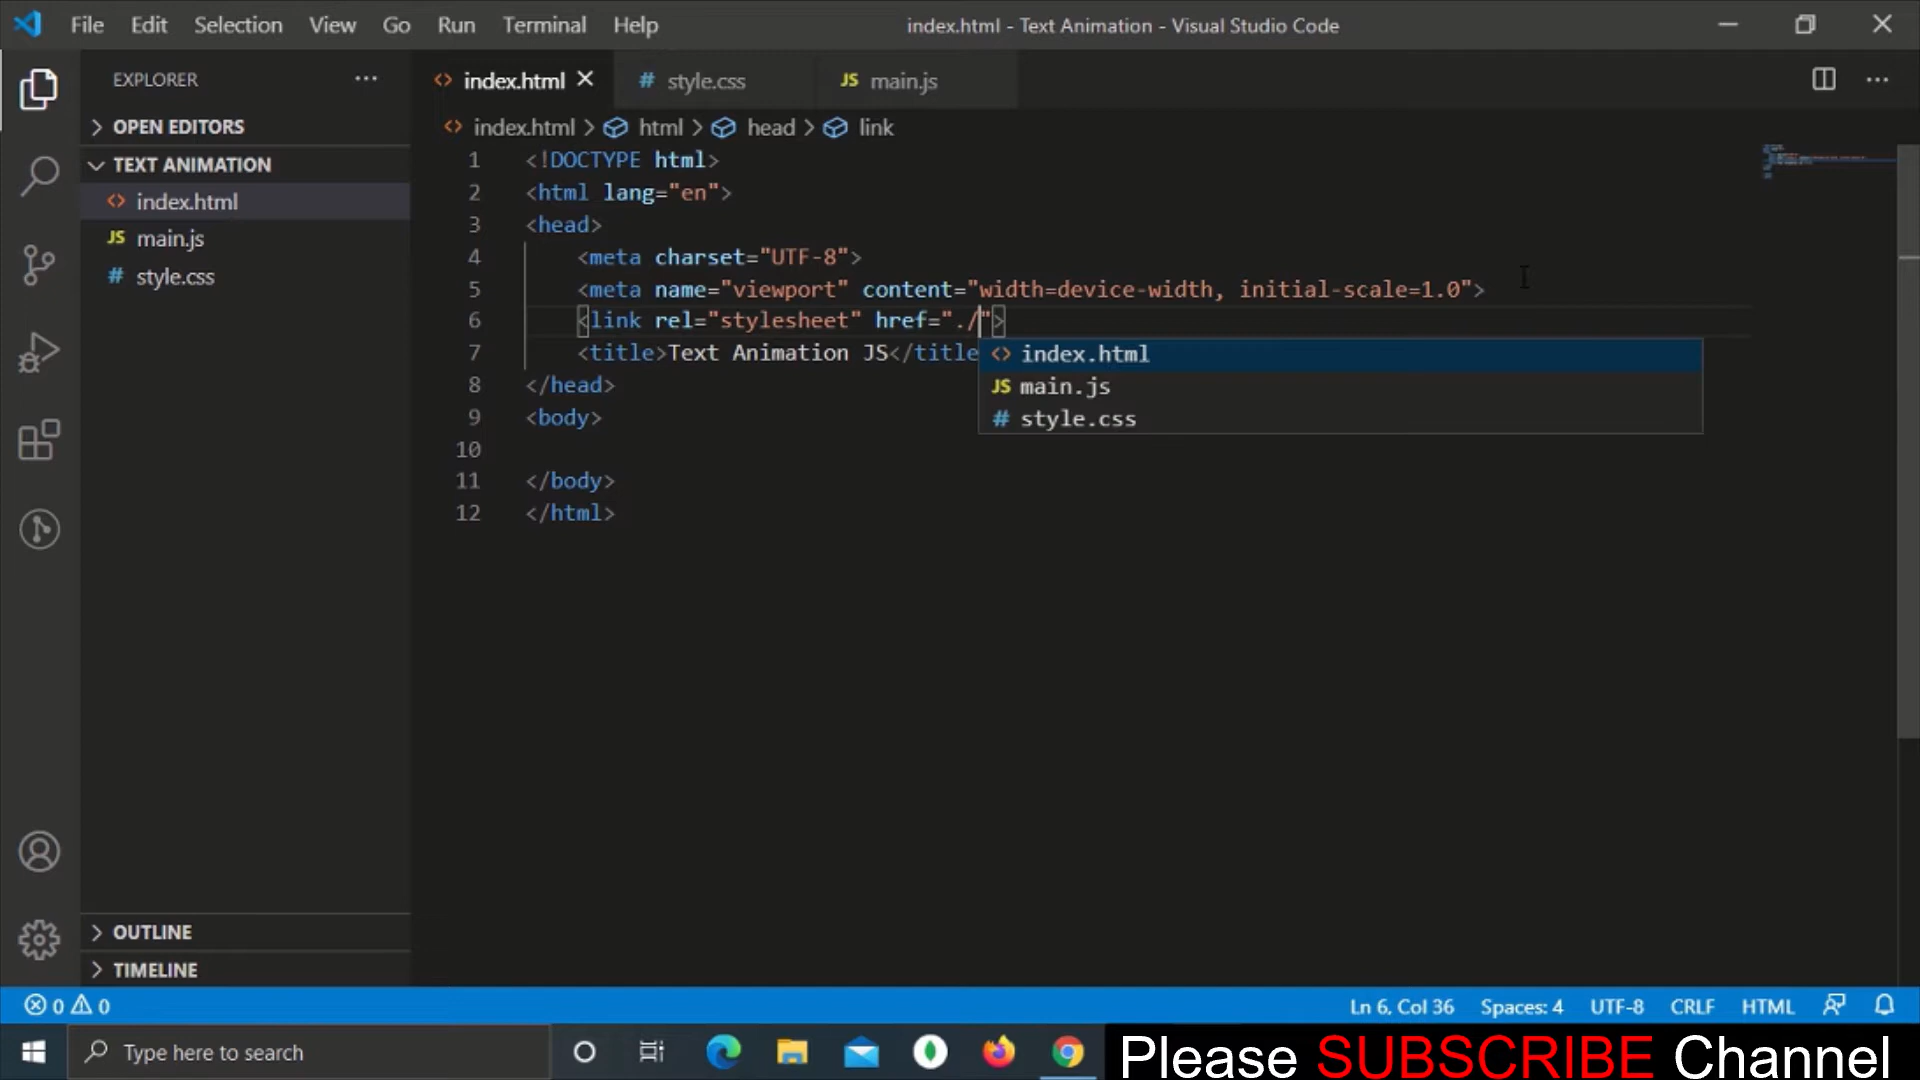 File Edit Selection View Go Run Terminal Help index.html - Text Animation - Visual Studio Code
EXPLORER
index.html # style.css JS main.js
OPEN EDITORS
index.html > html > head > link
TEXT ANIMATION
index.html
JS main.js
# style.css
1 <!DOCTYPE html>
2 <html lang="en">
3 <head>
4 <meta charset="UTF-8">
5 <meta name="viewport" content="width=device-width, initial-scale=1.0">
6 <link rel="stylesheet" href="./">
7 <title>Text Animation JS</title
8 </head>
9 <body>
10
11 </body>
12 </html>
index.html
JS main.js
# style.css
OUTLINE
TIMELINE
0 0 Ln 6, Col 36 Spaces: 4 UTF-8 CRLF HTML
Type here to search
Please SUBSCRIBE Channel